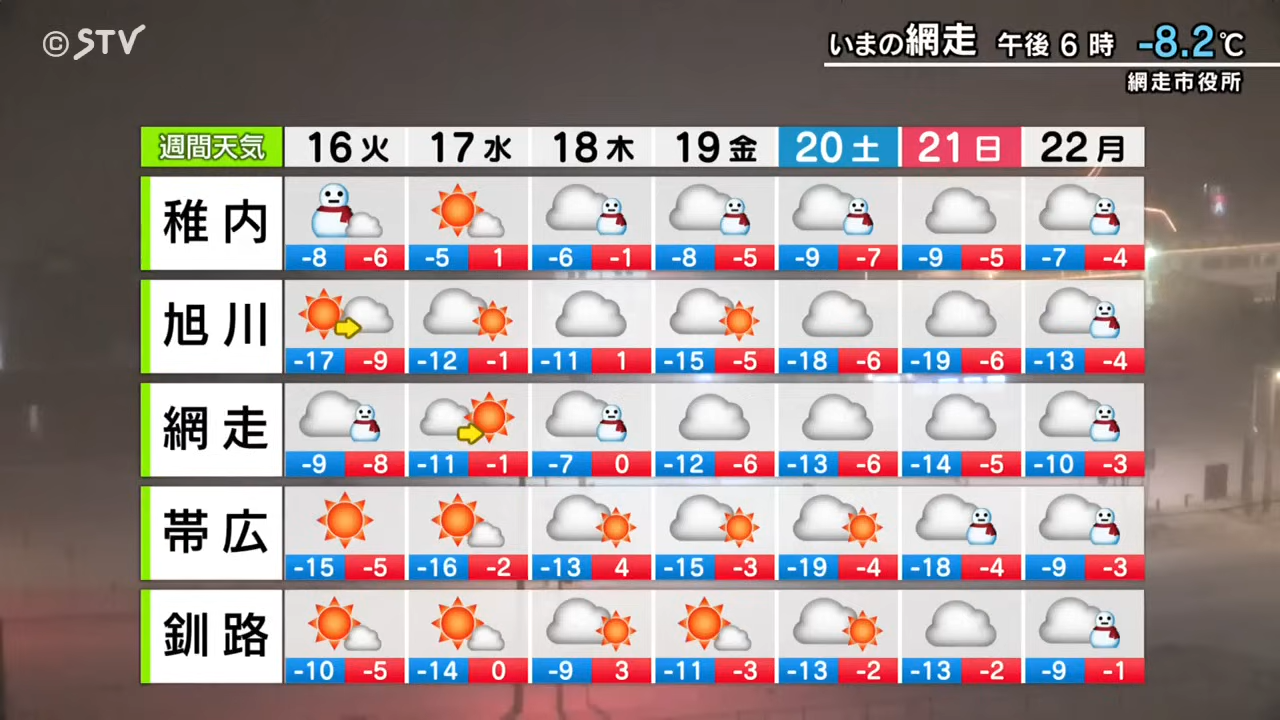 © STV
いまの網走 午後6時 -8.2℃
網走市役所
週間天気 16火 17水 18木 19金 20土 21日 22月
稚内 -8 -6 -5 1 -6 -1 -8 -5 -9 -7 -9 -5 -7 -4
旭川 -17 -9 -12 -1 -11 1 -15 -5 -18 -6 -19 -6 -13 -4
網走 -9 -8 -11 -1 -7 0 -12 -6 -13 -6 -14 -5 -10 -3
帯広 -15 -5 -16 -2 -13 4 -15 -3 -19 -4 -18 -4 -9 -3
釧路 -10 -5 -14 0 -9 3 -11 -3 -13 -2 -13 -2 -9 -1